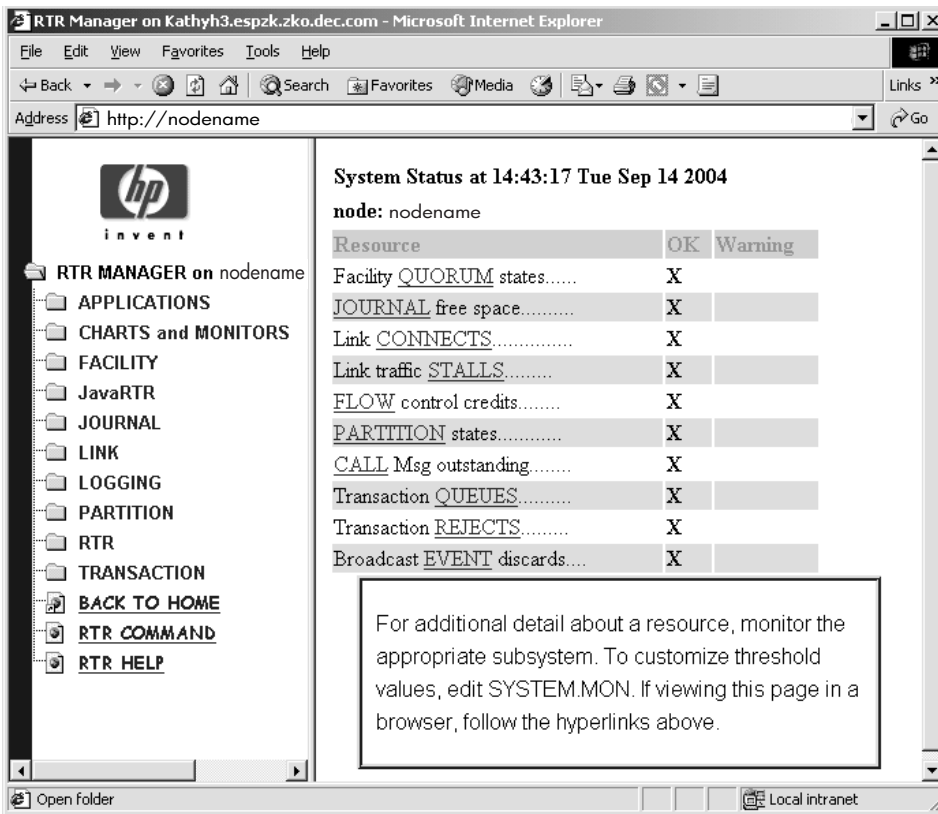 RTR Manager on Kathyh3.espzk.zko.dec.com - Microsoft Internet Explorer
File Edit View Favorites Tools Help
Back Search Favorites Media Links »
Address http://nodename Go
hp
invent
RTR MANAGER on nodename
APPLICATIONS
CHARTS and MONITORS
FACILITY
JavaRTR
JOURNAL
LINK
LOGGING
PARTITION
RTR
TRANSACTION
BACK TO HOME
RTR COMMAND
RTR HELP
System Status at 14:43:17 Tue Sep 14 2004
node: nodename
Resource OK Warning
Facility QUORUM states...... X
JOURNAL free space.......... X
Link CONNECTS............... X
Link traffic STALLS......... X
FLOW control credits........ X
PARTITION states............ X
CALL Msg outstanding........ X
Transaction QUEUES.......... X
Transaction REJECTS......... X
Broadcast EVENT discards.... X
For additional detail about a resource, monitor the
appropriate subsystem. To customize threshold
values, edit SYSTEM.MON. If viewing this page in a
browser, follow the hyperlinks above.
Open folder Local intranet